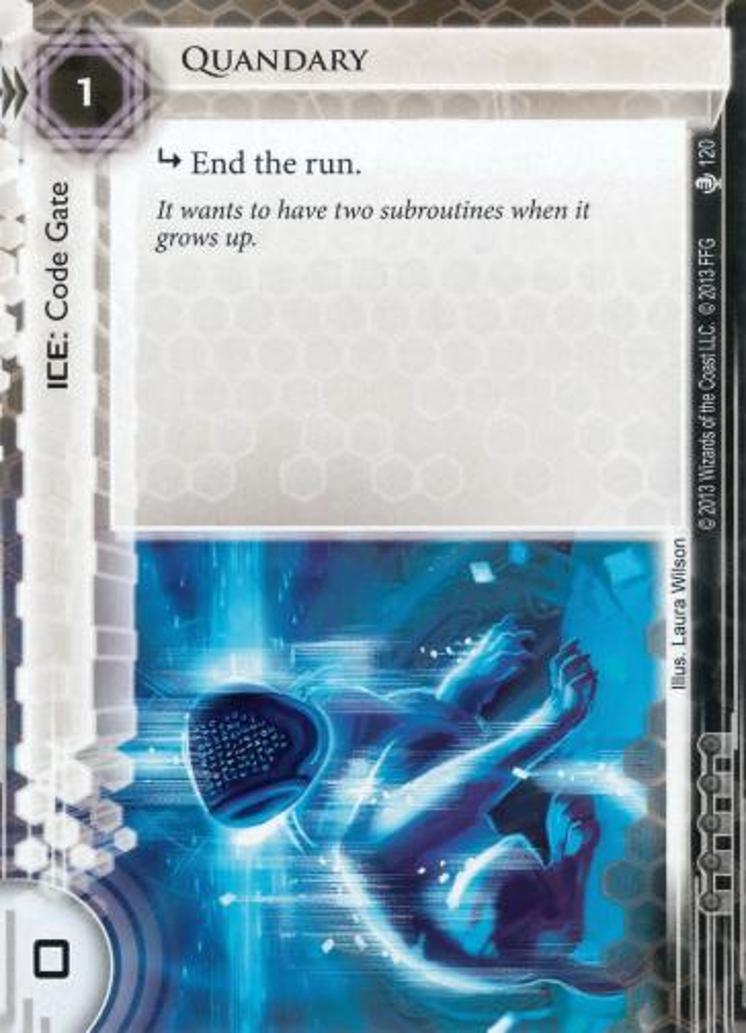 QUANDARY
1
ICE: Code Gate
↳ End the run.
It wants to have two subroutines when it
grows up.
120
© 2013 Wizards of the Coast LLC. © 2013 FFG
Illus. Laura Wilson
0